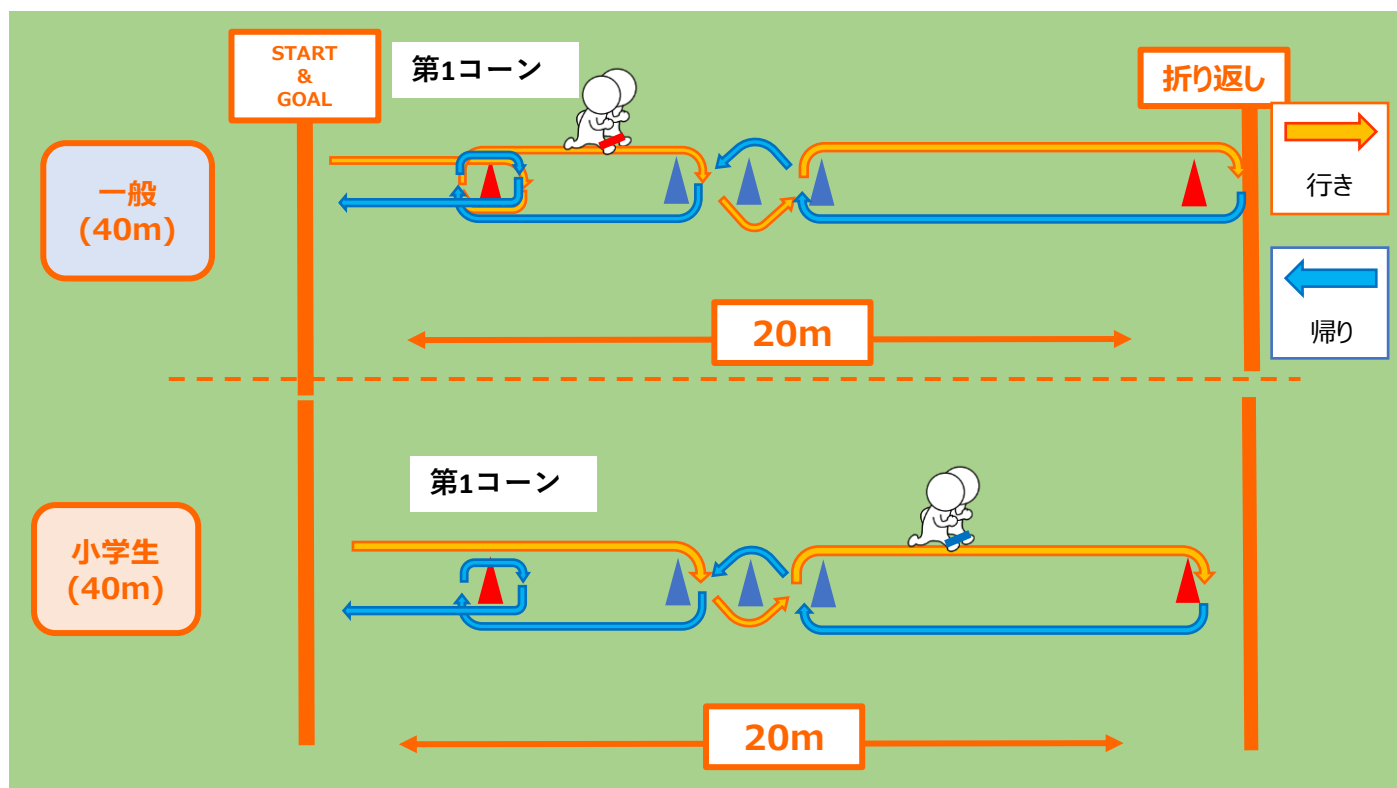 START
&
GOAL
第1コーン
折り返し
一般
(40m)
行き
帰り
20m
第1コーン
小学生
(40m)
20m